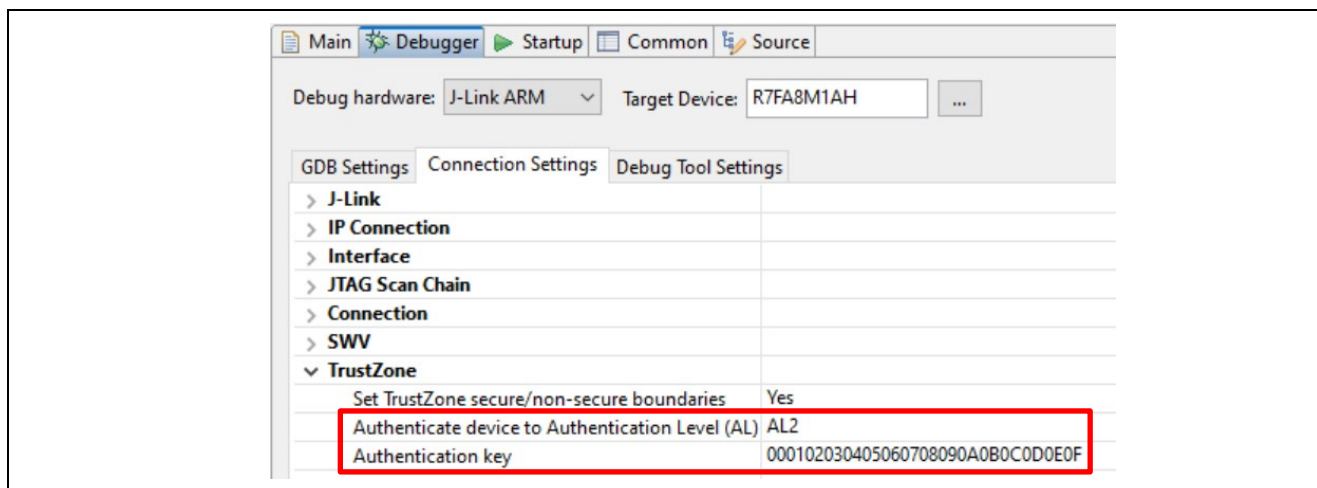 Main Debugger Startup Common Source
Debug hardware: J-Link ARM Target Device: R7FA8M1AH ...
GDB Settings Connection Settings Debug Tool Settings
J-Link
IP Connection
Interface
JTAG Scan Chain
Connection
SWV
TrustZone
Set TrustZone secure/non-secure boundaries Yes
Authenticate device to Authentication Level (AL) AL2
Authentication key 000102030405060708090A0B0C0D0E0F